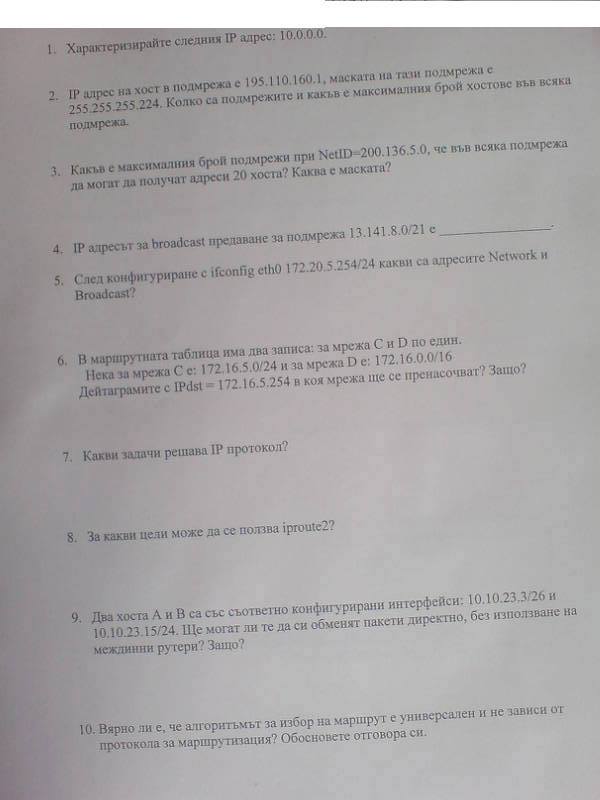 1. Характеризирайте следния IP адрес: 10.0.0.0.
2. IP адрес на хост в подмрежа е 195.110.160.1, маската на тази подмрежа е
255.255.255.224. Колко са подмрежите и какъв е максималния брой хостове във всяка
подмрежа.
3. Какъв е максималния брой подмрежи при NetID=200.136.5.0, че във всяка подмрежа
да могат да получат адреси 20 хоста? Каква е маската?
4. IP адресът за broadcast предаване за подмрежа 13.141.8.0/21 е ____________.
5. След конфигуриране с ifconfig eth0 172.20.5.254/24 какви са адресите Network и
Broadcast?
6. В маршрутната таблица има два записа: за мрежа C и D по един.
Нека за мрежа C е: 172.16.5.0/24 и за мрежа D е: 172.16.0.0/16
Дейтаграмите с IPdst = 172.16.5.254 в коя мрежа ще се пренасочват? Защо?
7. Какви задачи решава IP протокол?
8. За какви цели може да се ползва iproute2?
9. Два хоста A и B са със съответно конфигурирани интерфейси: 10.10.23.3/26 и
10.10.23.15/24. Ще могат ли те да си обменят пакети директно, без използване на
междинни рутери? Защо?
10. Вярно ли е, че алгоритъмът за избор на маршрут е универсален и не зависи от
протокола за маршрутизация? Обосновете отговора си.